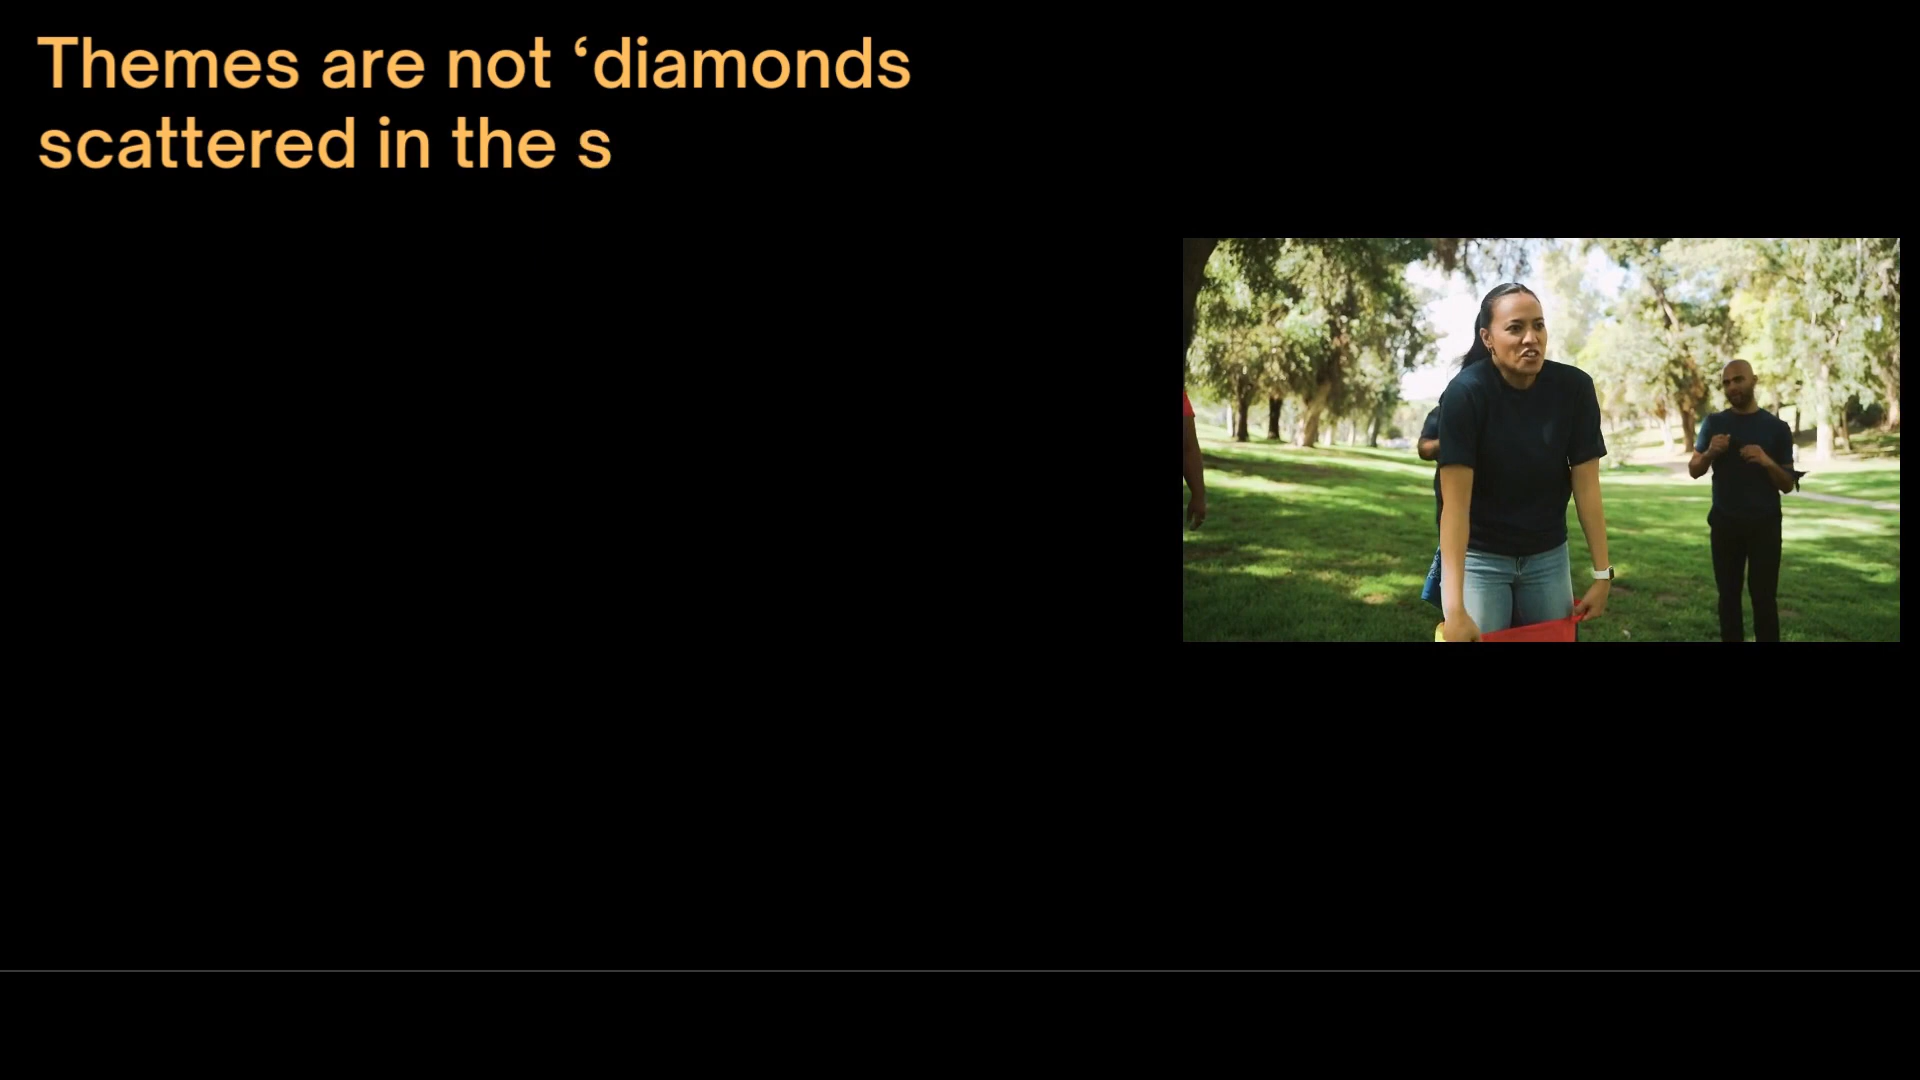 Themes are not ‘diamonds
scattered in the s